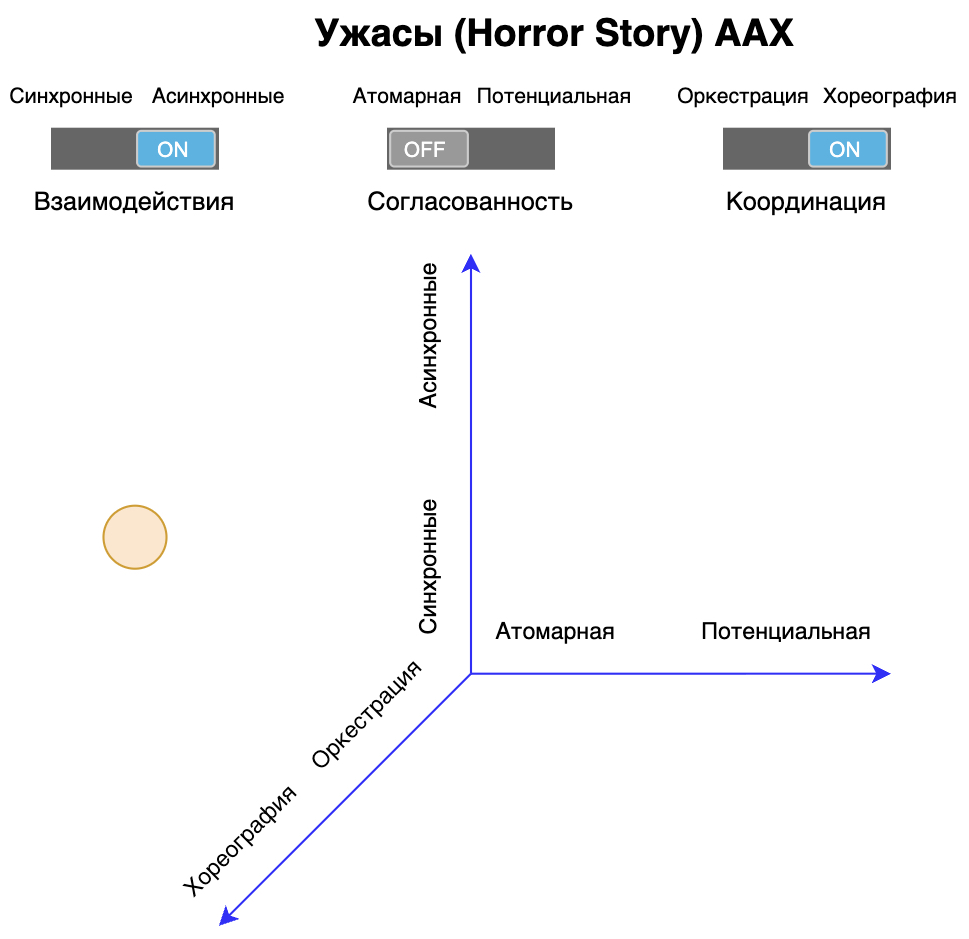 Ужасы (Horror Story) AAX
Синхронные Асинхронные
Атомарная Потенциальная
Оркестрация Хореография
ON
OFF
ON
Взаимодействия
Согласованность
Координация
Асинхронные
Синхронные
Атомарная
Потенциальная
Оркестрация
Хореография